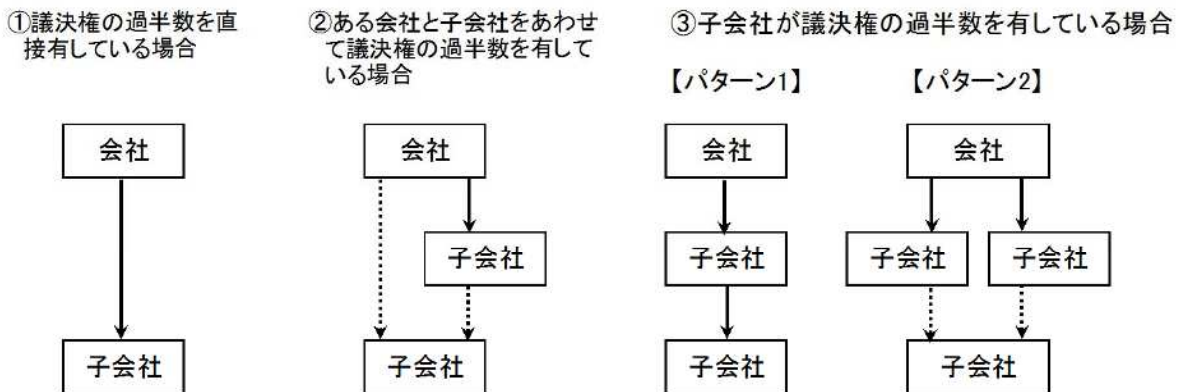 ①議決権の過半数を直
接有している場合
②ある会社と子会社をあわせ
て議決権の過半数を有して
いる場合
③子会社が議決権の過半数を有している場合
【パターン1】
【パターン2】
会社
会社
会社
会社
子会社
子会社
子会社
子会社
子会社
子会社
子会社
子会社